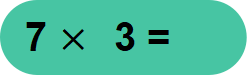 7 × 3 =